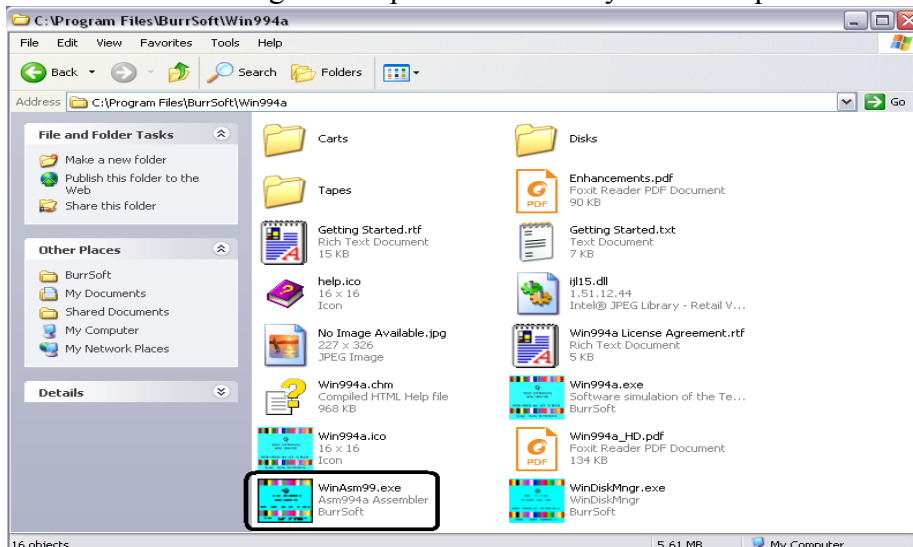 C:\Program Files\BurrSoft\Win994a
File Edit View Favorites Tools Help
Back Search Folders
Address C:\Program Files\BurrSoft\Win994a Go
File and Folder Tasks
Make a new folder
Publish this folder to the
Web
Share this folder
Other Places
BurrSoft
My Documents
Shared Documents
My Computer
My Network Places
Details
Carts
Disks
Tapes
Enhancements.pdf
Foxit Reader PDF Document
90 KB
Getting Started.rtf
Rich Text Document
15 KB
Getting Started.txt
Text Document
7 KB
help.ico
16 x 16
Icon
ijl15.dll
1.51.12.44
Intel® JPEG Library - Retail V...
No Image Available.jpg
227 x 326
JPEG Image
Win994a License Agreement.rtf
Rich Text Document
5 KB
Win994a.chm
Compiled HTML Help file
968 KB
Win994a.exe
Software simulation of the Te...
BurrSoft
Win994a.ico
16 x 16
Icon
Win994a_HD.pdf
Foxit Reader PDF Document
134 KB
WinAsm99.exe
Asm994a Assembler
BurrSoft
WinDiskMngr.exe
WinDiskMngr
BurrSoft
16 objects 5.61 MB My Computer